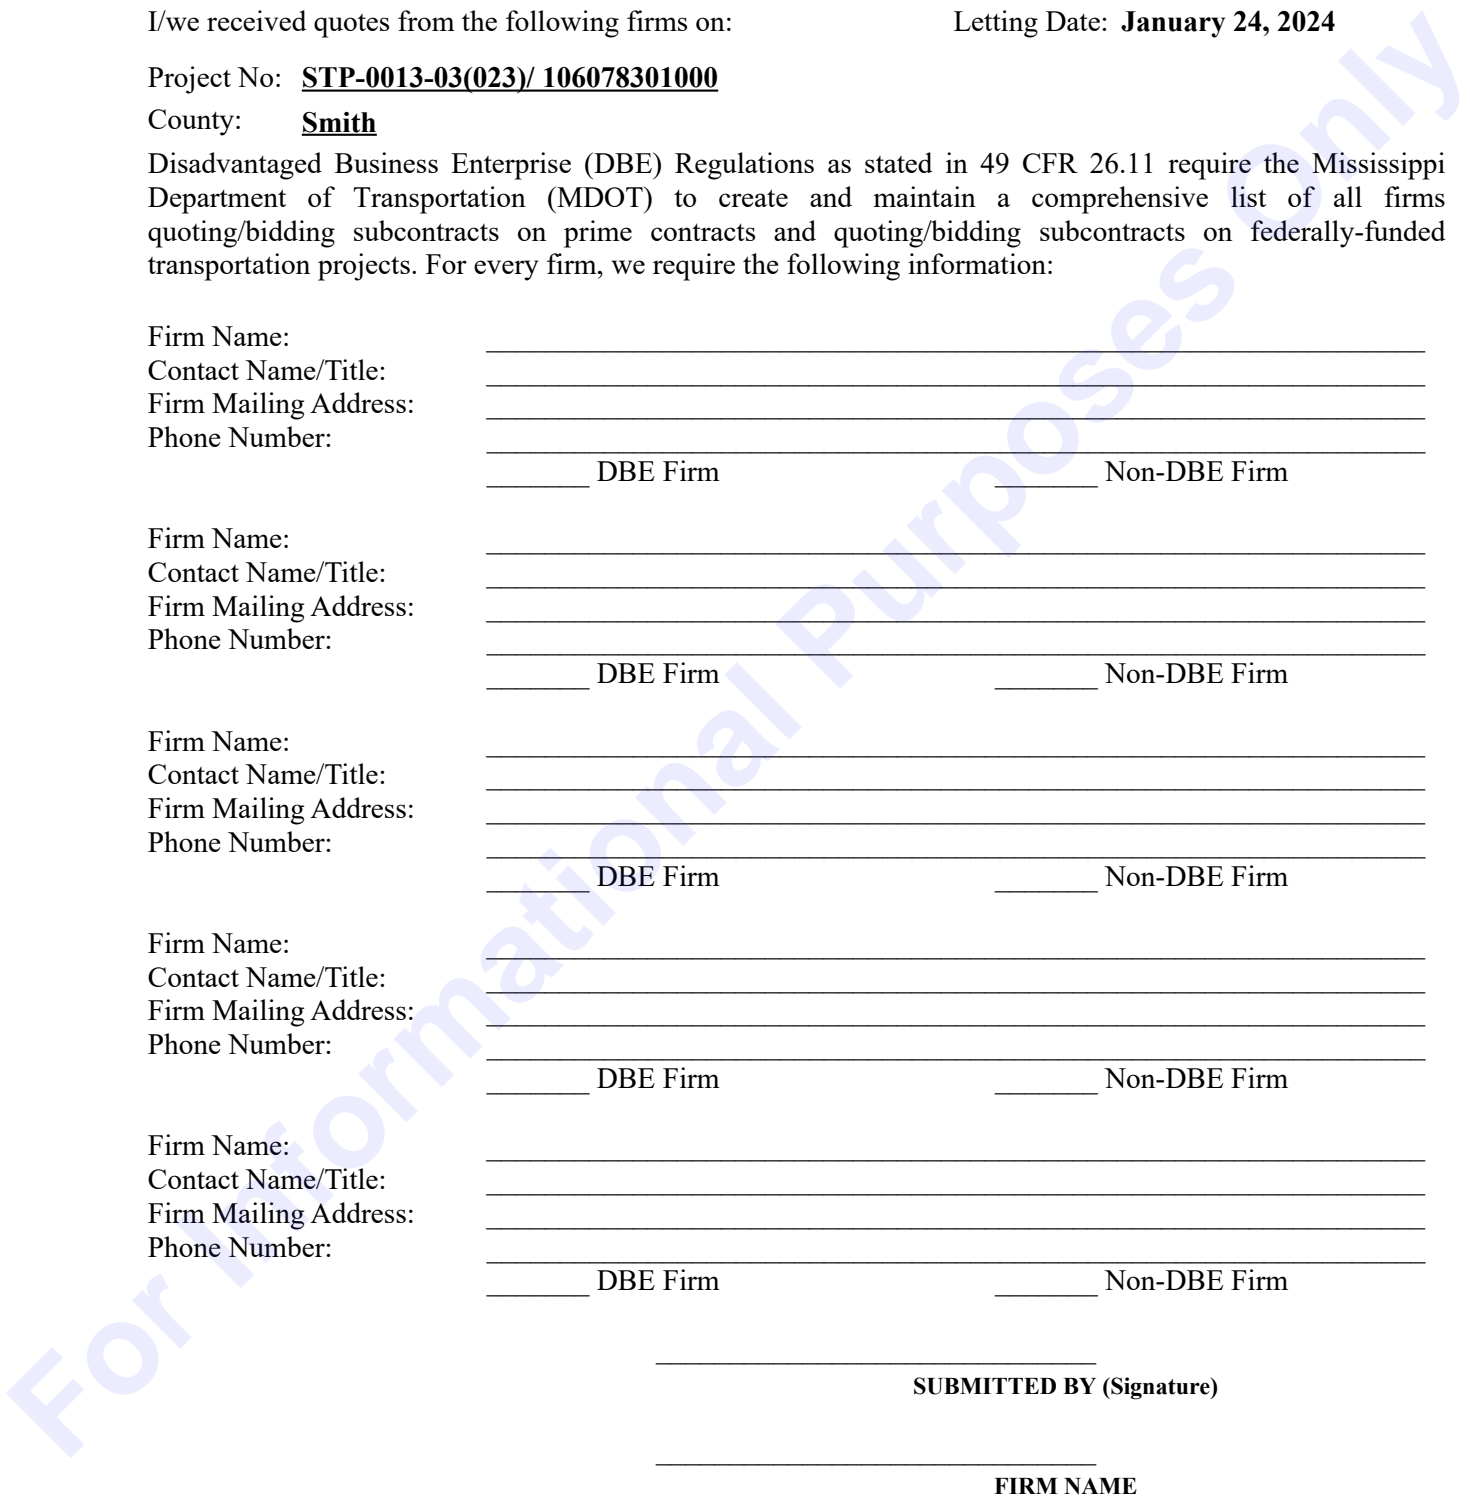 I/we received quotes from the following firms on: Letting Date: January 24, 2024
Project No: STP-0013-03(023)/ 106078301000
County: Smith
Disadvantaged Business Enterprise (DBE) Regulations as stated in 49 CFR 26.11 require the Mississippi
Department of Transportation (MDOT) to create and maintain a comprehensive list of all firms
quoting/bidding subcontracts on prime contracts and quoting/bidding subcontracts on federally-funded
transportation projects. For every firm, we require the following information:
Firm Name:
Contact Name/Title:
Firm Mailing Address:
Phone Number:
DBE Firm Non-DBE Firm
Firm Name:
Contact Name/Title:
Firm Mailing Address:
Phone Number:
DBE Firm Non-DBE Firm
Firm Name:
Contact Name/Title:
Firm Mailing Address:
Phone Number:
DBE Firm Non-DBE Firm
Firm Name:
Contact Name/Title:
Firm Mailing Address:
Phone Number:
DBE Firm Non-DBE Firm
Firm Name:
Contact Name/Title:
Firm Mailing Address:
Phone Number:
DBE Firm Non-DBE Firm
SUBMITTED BY (Signature)
FIRM NAME
For Informational Purposes Only